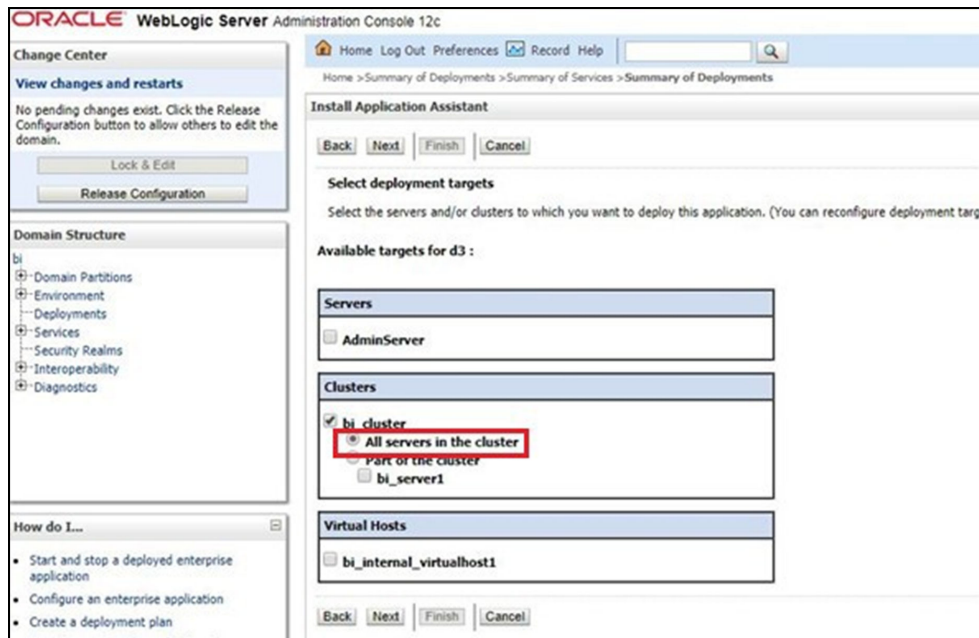 ORACLE WebLogic Server Administration Console 12c
Change Center
View changes and restarts
No pending changes exist. Click the Release
Configuration button to allow others to edit the
domain.
Lock & Edit
Release Configuration
Domain Structure
bi
Domain Partitions
Environment
Deployments
Services
Security Realms
Interoperability
Diagnostics
How do I...
Start and stop a deployed enterprise
application
Configure an enterprise application
Create a deployment plan
Home Log Out Preferences Record Help
Home >Summary of Deployments >Summary of Services >Summary of Deployments
Install Application Assistant
Back Next Finish Cancel
Select deployment targets
Select the servers and/or clusters to which you want to deploy this application. (You can reconfigure deployment targ
Available targets for d3 :
Servers
AdminServer
Clusters
bi_cluster
All servers in the cluster
Part of the cluster
bi_server1
Virtual Hosts
bi_internal_virtualhost1
Back Next Finish Cancel